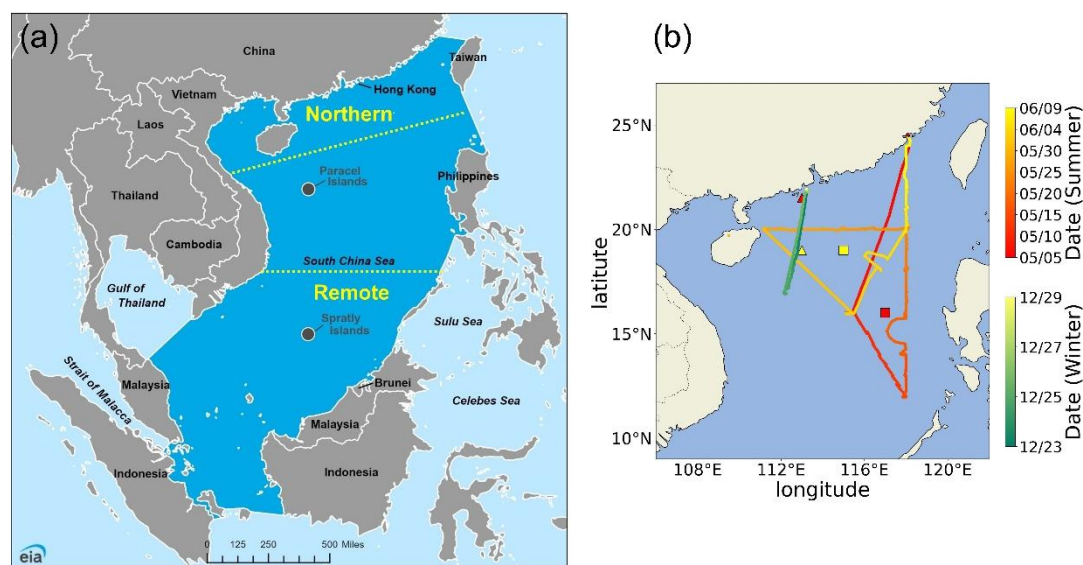 (a)
China
Taiwan
Hong Kong
Vietnam
Northern
Laos
Paracel
Islands
Thailand
Philippines
Cambodia
South China Sea
Remote
Gulf of
Thailand
Spratly
Islands
Sulu Sea
Strait of Malacca
Malaysia
Brunei
Malaysia
Celebes Sea
Indonesia
Indonesia
0 125 250 500 Miles
eia
(b)
25°N
20°N
15°N
10°N
latitute
108°E 112°E 116°E 120°E
longitude
06/09
06/04
05/30
05/20
05/15
05/10
05/05
Date (Summer)
12/29
12/27
12/25
12/23
Date (Winter)